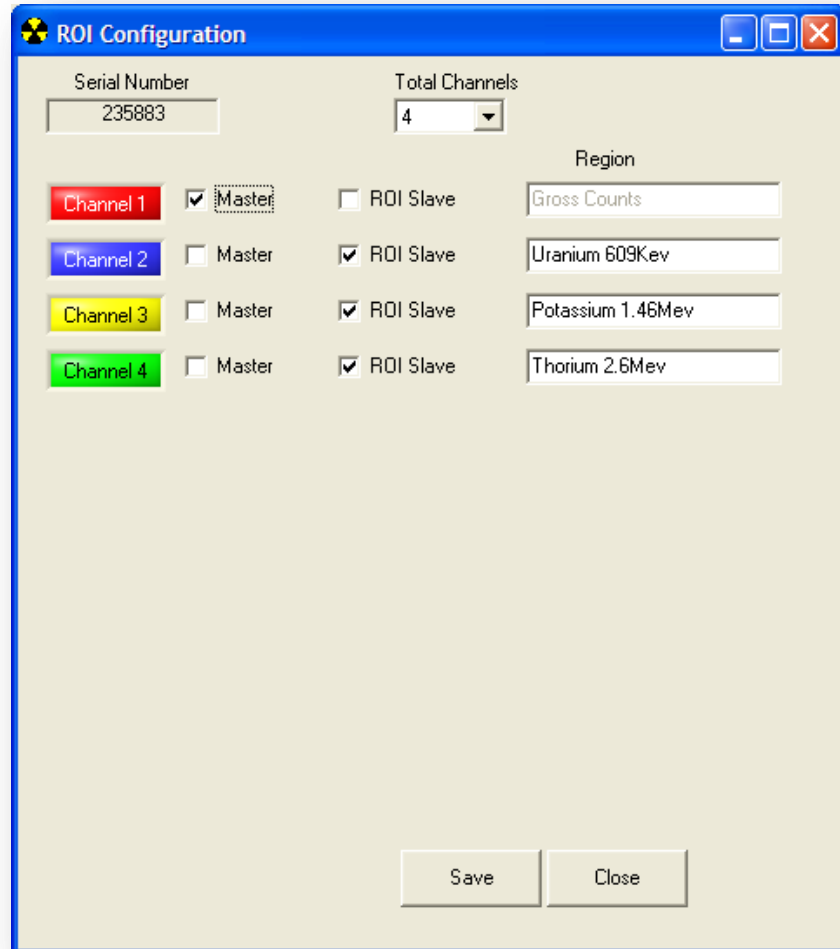 ROI Configuration
Serial Number Total Channels
235883 4
Region
Channel 1 Master ROI Slave Gross Counts
Channel 2 Master ROI Slave Uranium 609Kev
Channel 3 Master ROI Slave Potassium 1.46Mev
Channel 4 Master ROI Slave Thorium 2.6Mev
Save Close